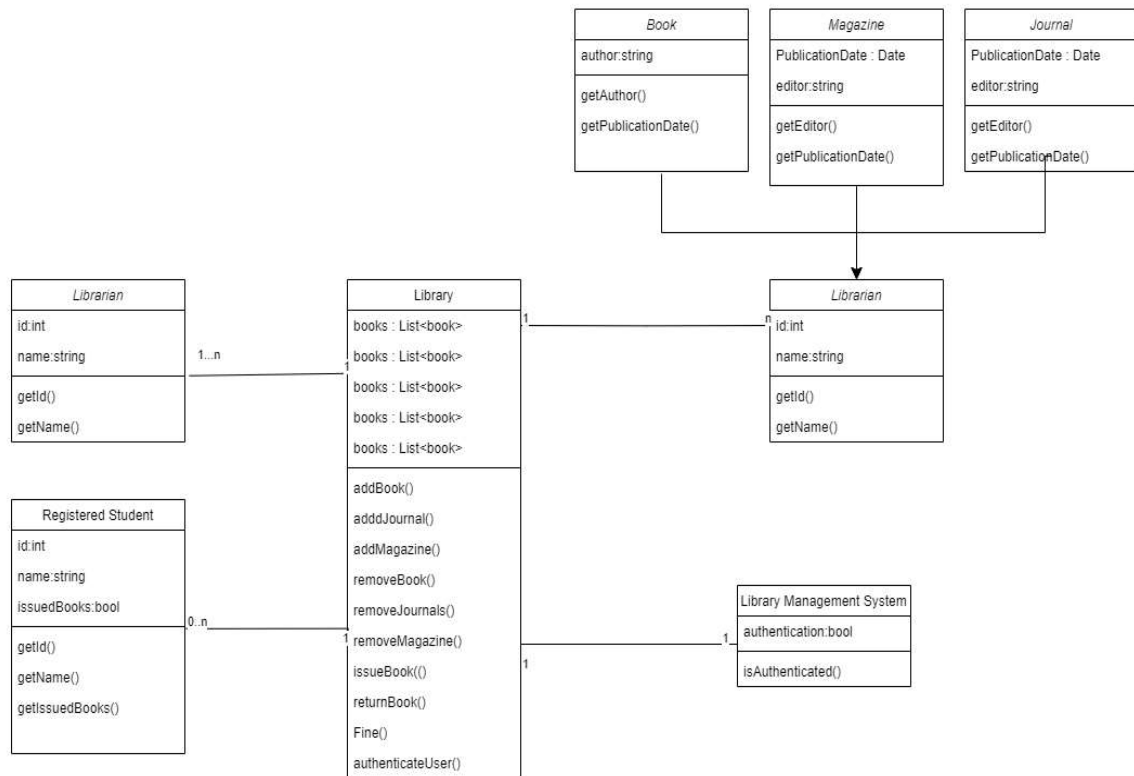 Book
author:string
getAuthor()
getPublicationDate()
Magazine
PublicationDate : Date
editor:string
getEditor()
getPublicationDate()
Journal
PublicationDate : Date
editor:string
getEditor()
getPublicationDate()
Librarian
id:int
name:string
getId()
getName()
1...n
1
Library
books : List<book>
books : List<book>
books : List<book>
books : List<book>
books : List<book>
addBook()
adddJournal()
addMagazine()
removeBook()
removeJournals()
removeMagazine()
issueBook(()
returnBook()
Fine()
authenticateUser()
1
n
Librarian
id:int
name:string
getId()
getName()
Registered Student
id:int
name:string
issuedBooks:bool
getId()
getName()
getIssuedBooks()
0..n
1
1
1
Library Management System
authentication:bool
isAuthenticated()